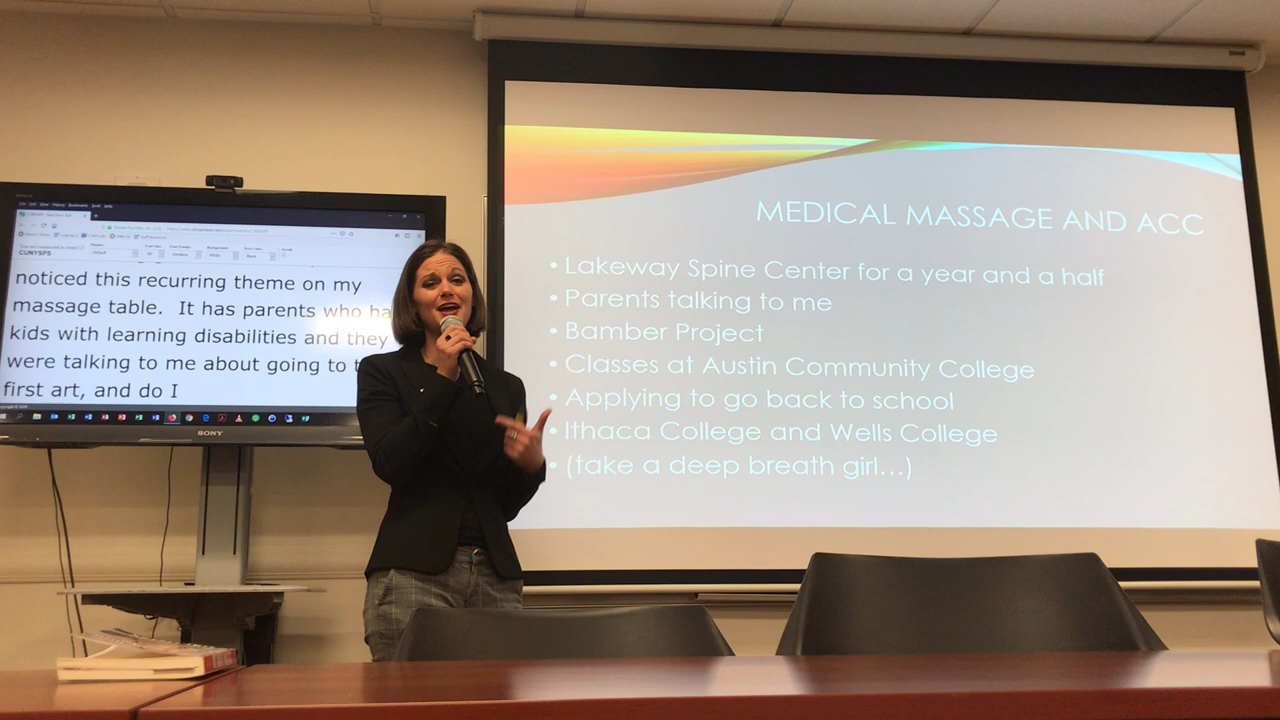 CUNYSPS
noticed this recurring theme on my
massage table. It has parents who ha
kids with learning disabilities and they
were talking to me about going to t
first art, and do I
SONY
MEDICAL MASSAGE AND ACC
• Lakeway Spine Center for a year and a half
• Parents talking to me
• Bamber Project
• Classes at Austin Community College
• Applying to go back to school
• Ithaca College and Wells College
• (take a deep breath girl…)